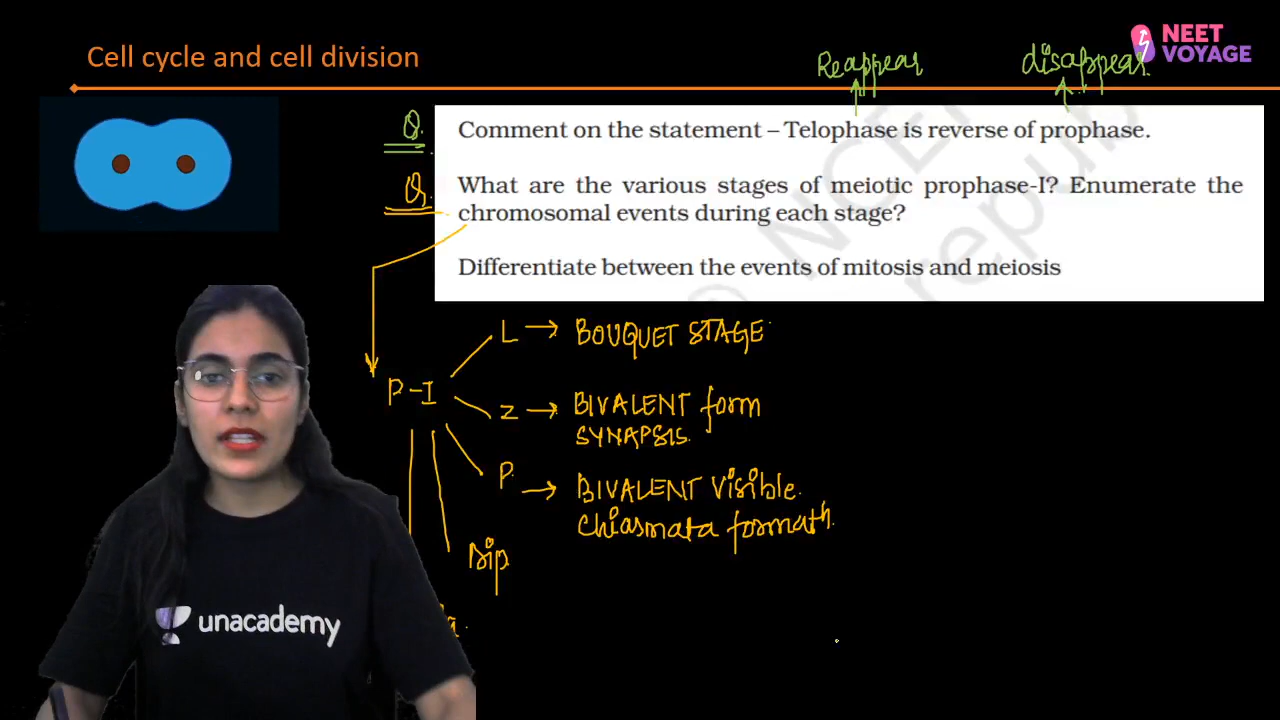 Cell cycle and cell division
NEET
VOYAGE
Reappear
disappear
Q.
Comment on the statement – Telophase is reverse of prophase.
Q.
What are the various stages of meiotic prophase-I? Enumerate the
chromosomal events during each stage?
Differentiate between the events of mitosis and meiosis
P-I
L → BOUQUET STAGE
Z → BIVALENT form
SYNAPSIS.
P. → BIVALENT Visible.
Chiasmata
Dip
unacademy